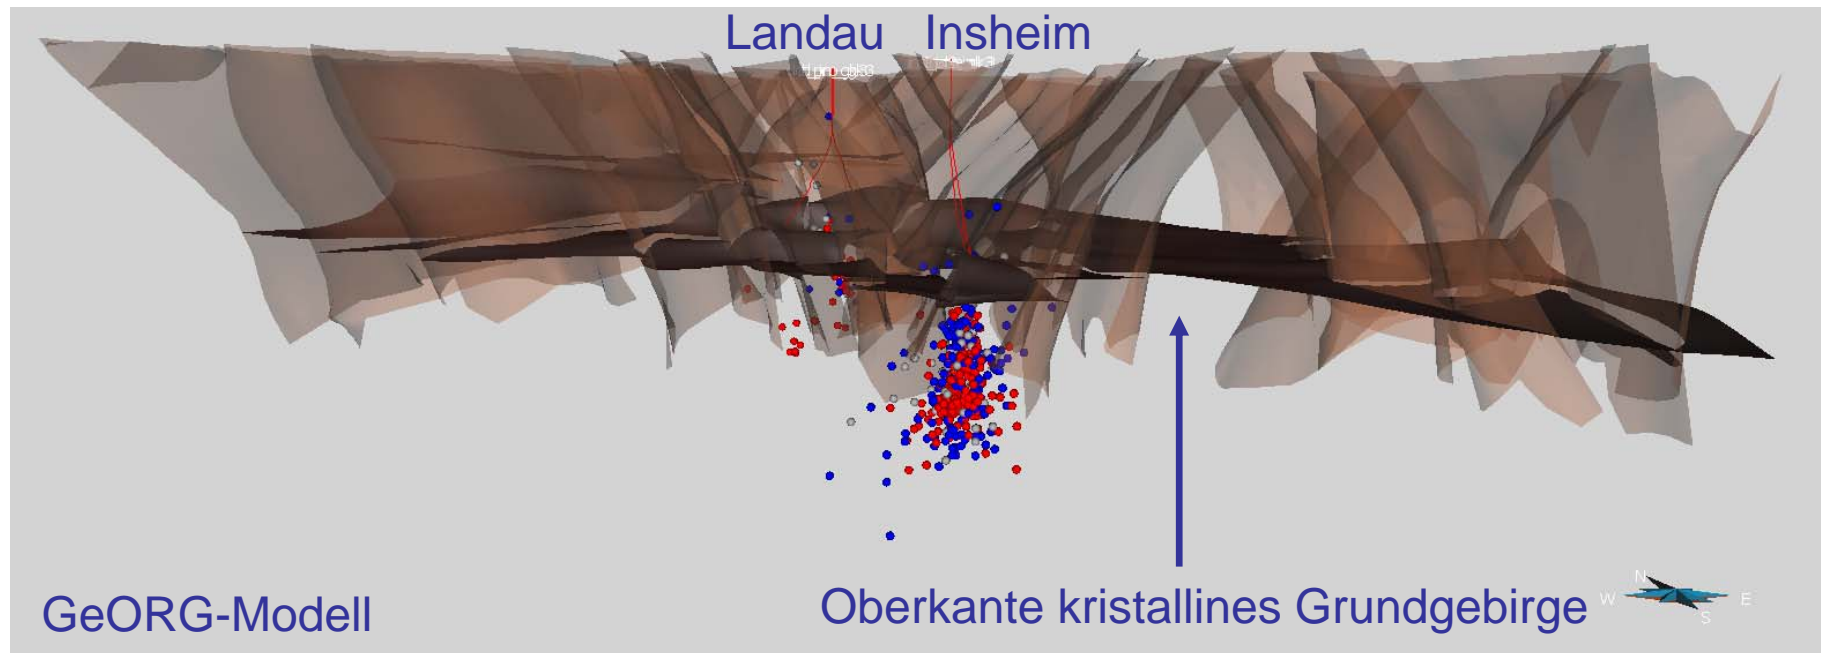 Landau Insheim
GeORG-Modell
Oberkante kristallines Grundgebirge
N
W E
S